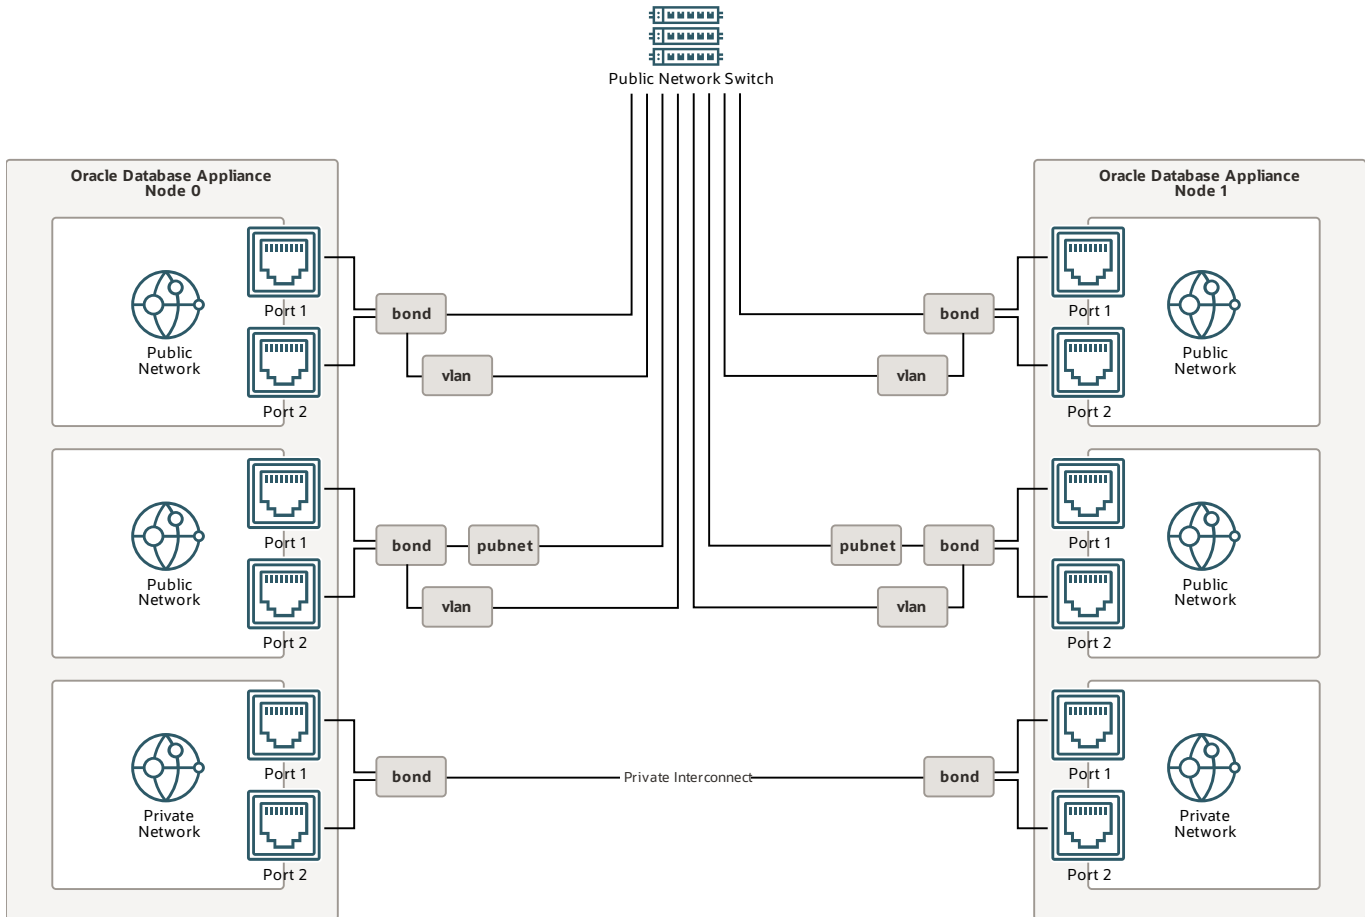 Public Network Switch
Oracle Database Appliance
Node 0
Port 1
Public
Network
Port 2
bond
vlan
Port 1
Public
Network
Port 2
bond
pubnet
vlan
Port 1
Private
Network
Port 2
bond
Private Interconnect
Oracle Database Appliance
Node 1
bond
vlan
Port 1
Public
Network
Port 2
pubnet
bond
vlan
Port 1
Public
Network
Port 2
bond
Port 1
Private
Network
Port 2